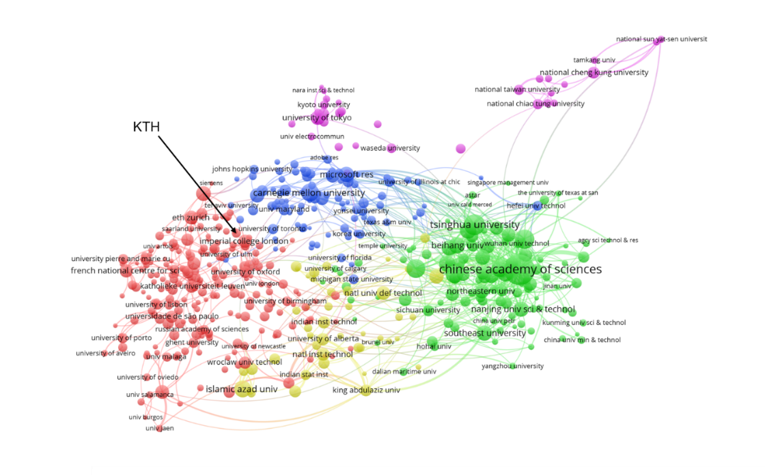 national sun yat-sen universit
tamkang univ
national cheng kung university
national taiwan university
nara inst sci & technol
national chiao tung university
kyoto university
university of tokyo
KTH
univ electrocommun
waseda university
adobe res
johns hopkins university
microsoft res
siemens
university of illinois at chic
singapore management univ
carnegie mellon university
astar
the university of texas at san
tel aviv university
univ calif merced
hefei univ technol
univ maryland
yonsei university
eth zurich
texas a&m univ
tsinghua university
saarland university
university of toronto
korea university
imperial college london
agcy sci technol & res
temple university
beihang univ
wuhan univ technol
university of ulm
university of florida
university pierre and marie cu
french national centre for sci
university of oxford
university of calgary
chinese academy of sciences
michigan state university
katholieke universiteit leuven
univ london
natl univ def technol
northeastern univ
jinan univ
university of lisbon
university of birmingham
sichuan university
nanjing univ sci & technol
universidade de são paulo
indian inst technol
kunming univ sci & technol
russian academy of sciences
southeast university
university of porto
ghent university
university of alberta
brunel univ
hohai univ
china univ min & technol
university of newcastle
university of aveiro
univ malaga
natl inst technol
wroclaw univ technol
yangzhou university
dalian maritime univ
indian stat inst
university of oviedo
islamic azad univ
king abdulaziz univ
univ salamanca
univ burgos
univ jaen